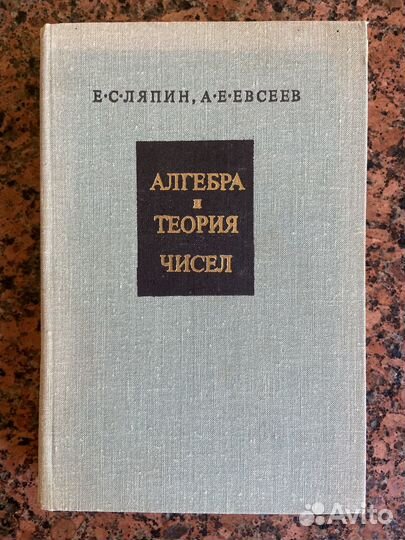 Е·С·ЛЯПИН, А·Е·ЕВСЕЕВ
АЛГЕБРА
и
ТЕОРИЯ
ЧИСЕЛ
Avito